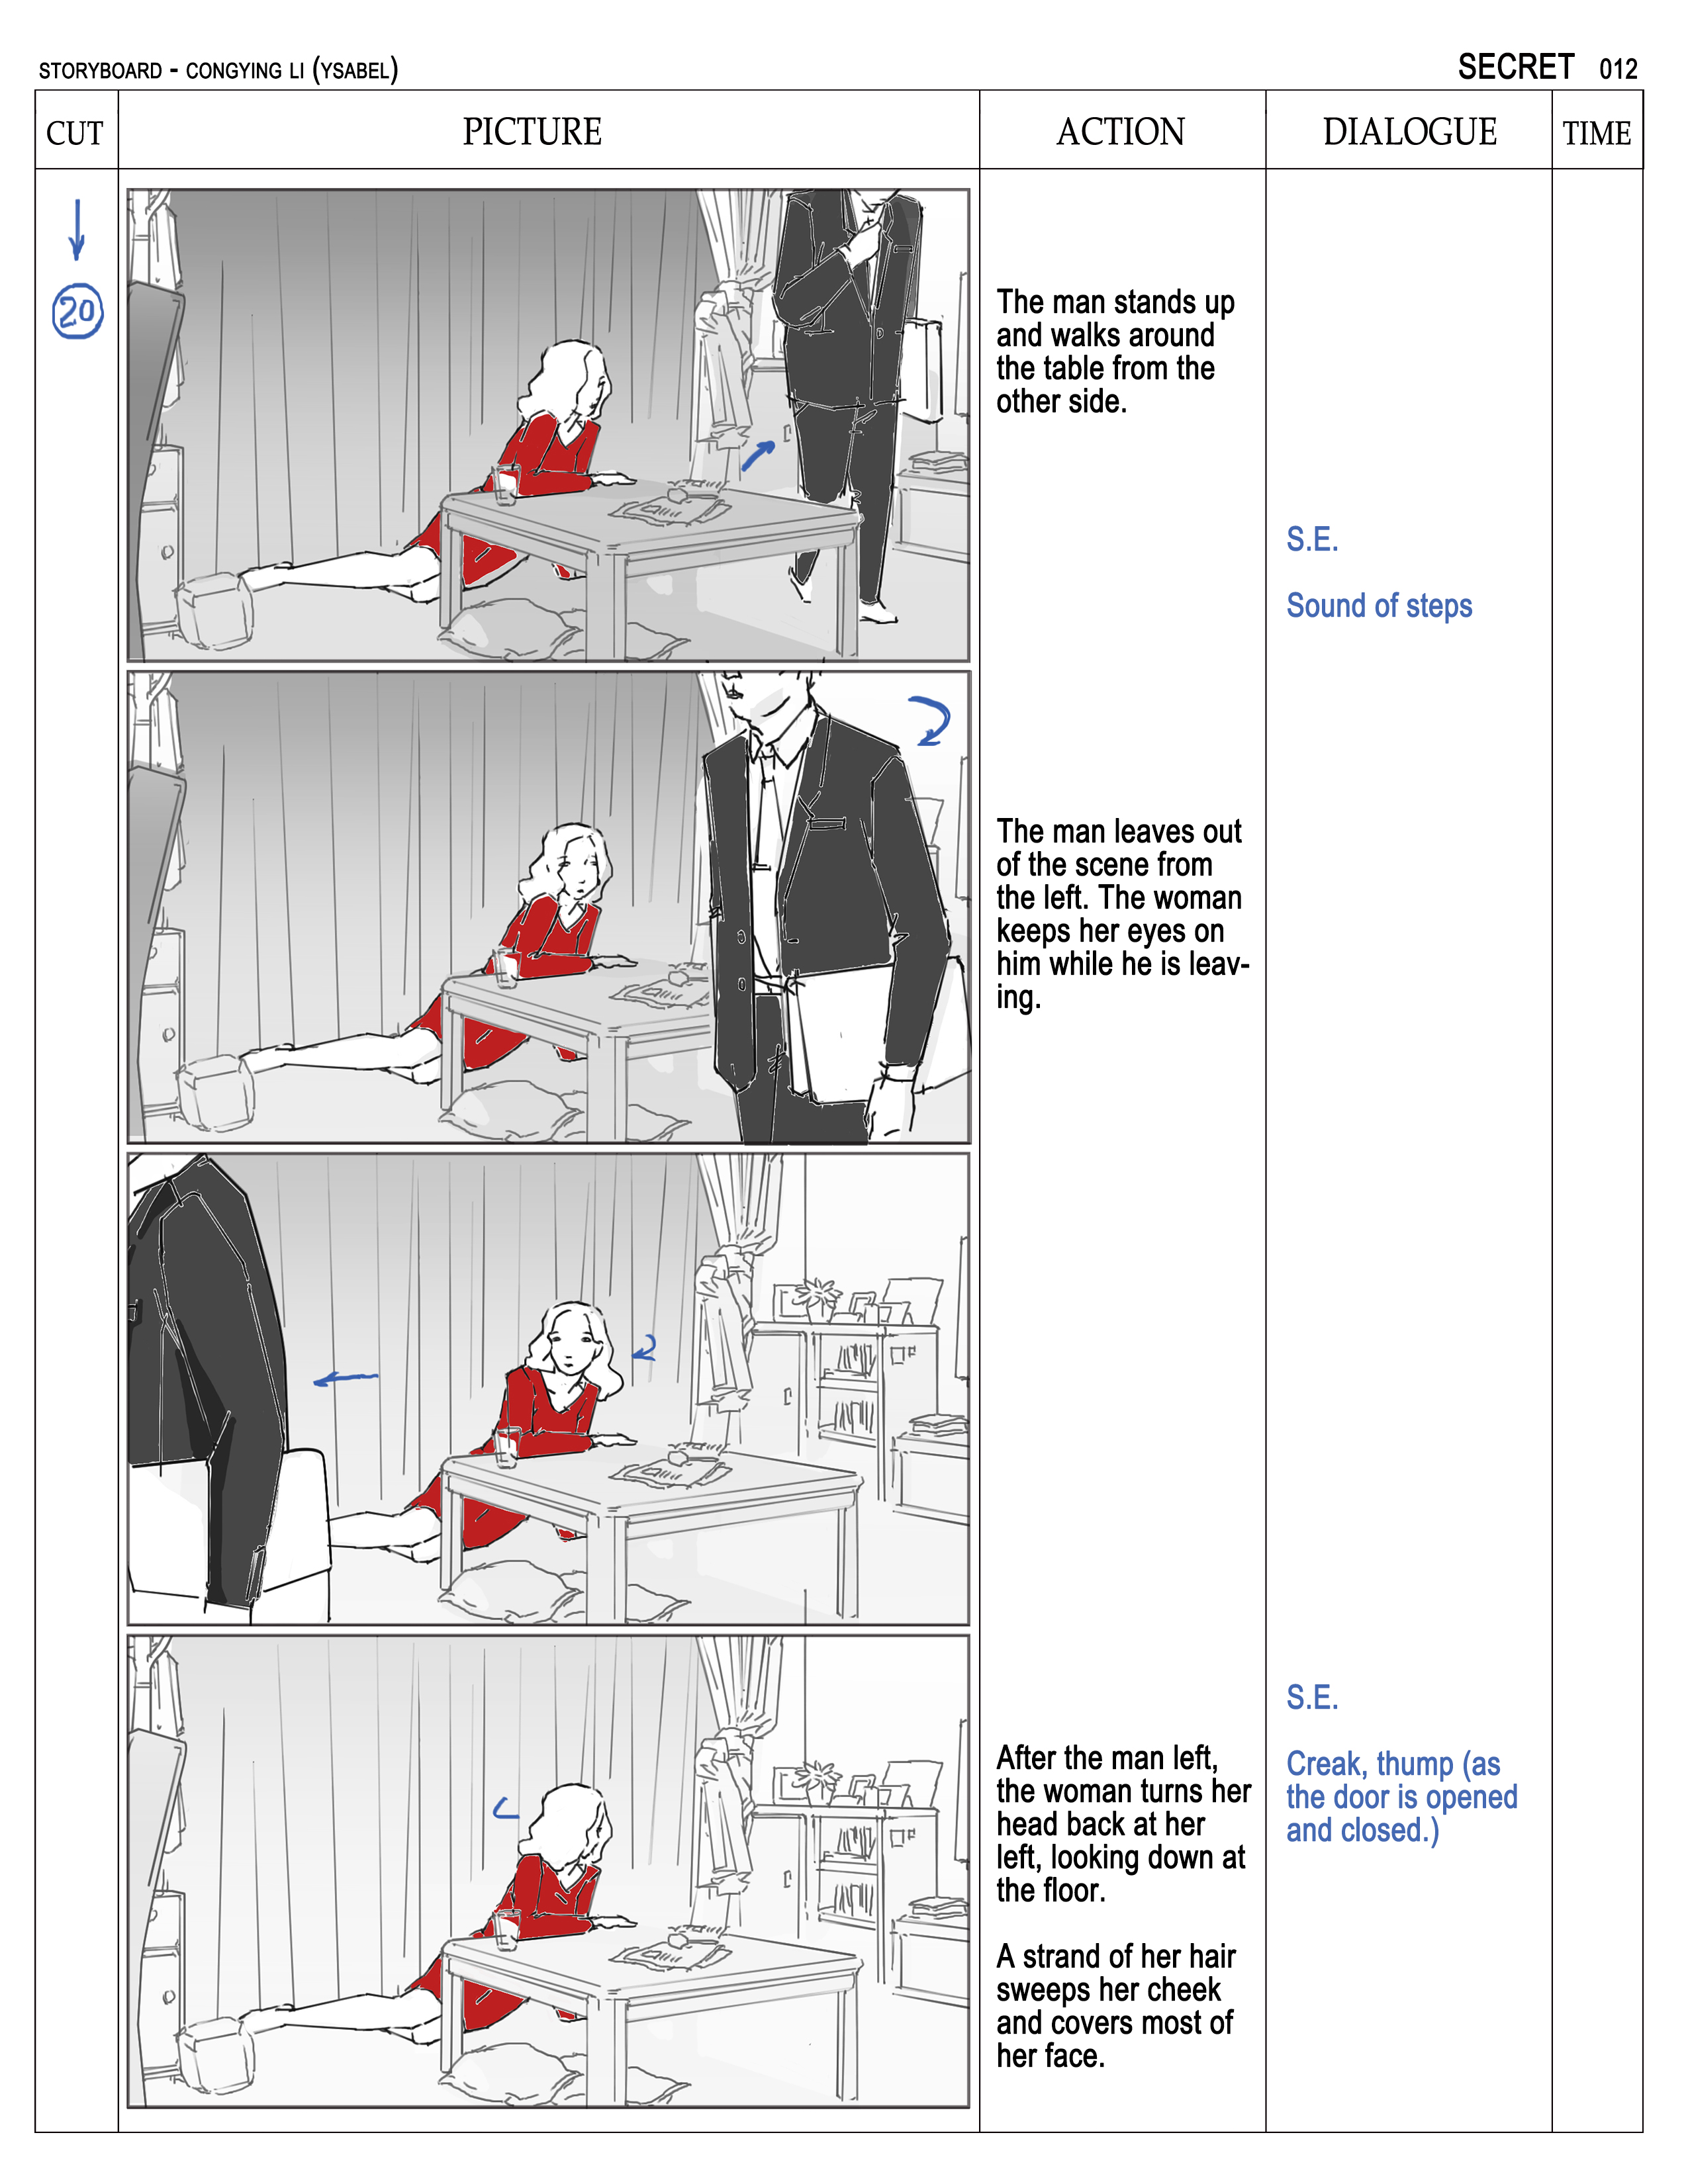 STORYBOARD - CONGYING LI (YSABEL)
SECRET 012
CUT PICTURE ACTION DIALOGUE TIME
20
The man stands up
and walks around
the table from the
other side.
S.E.
Sound of steps
The man leaves out
of the scene from
the left. The woman
keeps her eyes on
him while he is leav-
ing.
S.E.
Creak, thump (as
the door is opened
and closed.)
After the man left,
the woman turns her
head back at her
left, looking down at
the floor.
A strand of her hair
sweeps her cheek
and covers most of
her face.